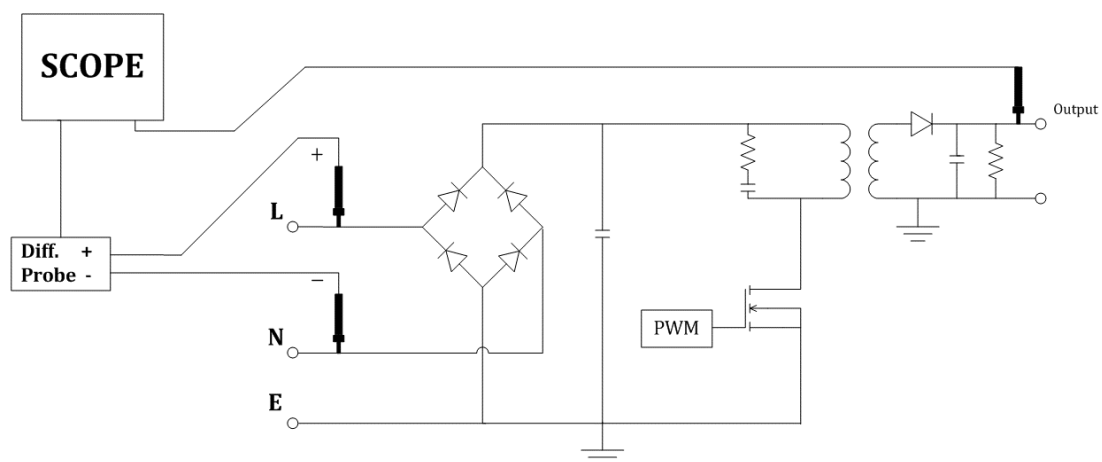 SCOPE
Output
+
L
Diff. +
Probe -
−
N
PWM
E